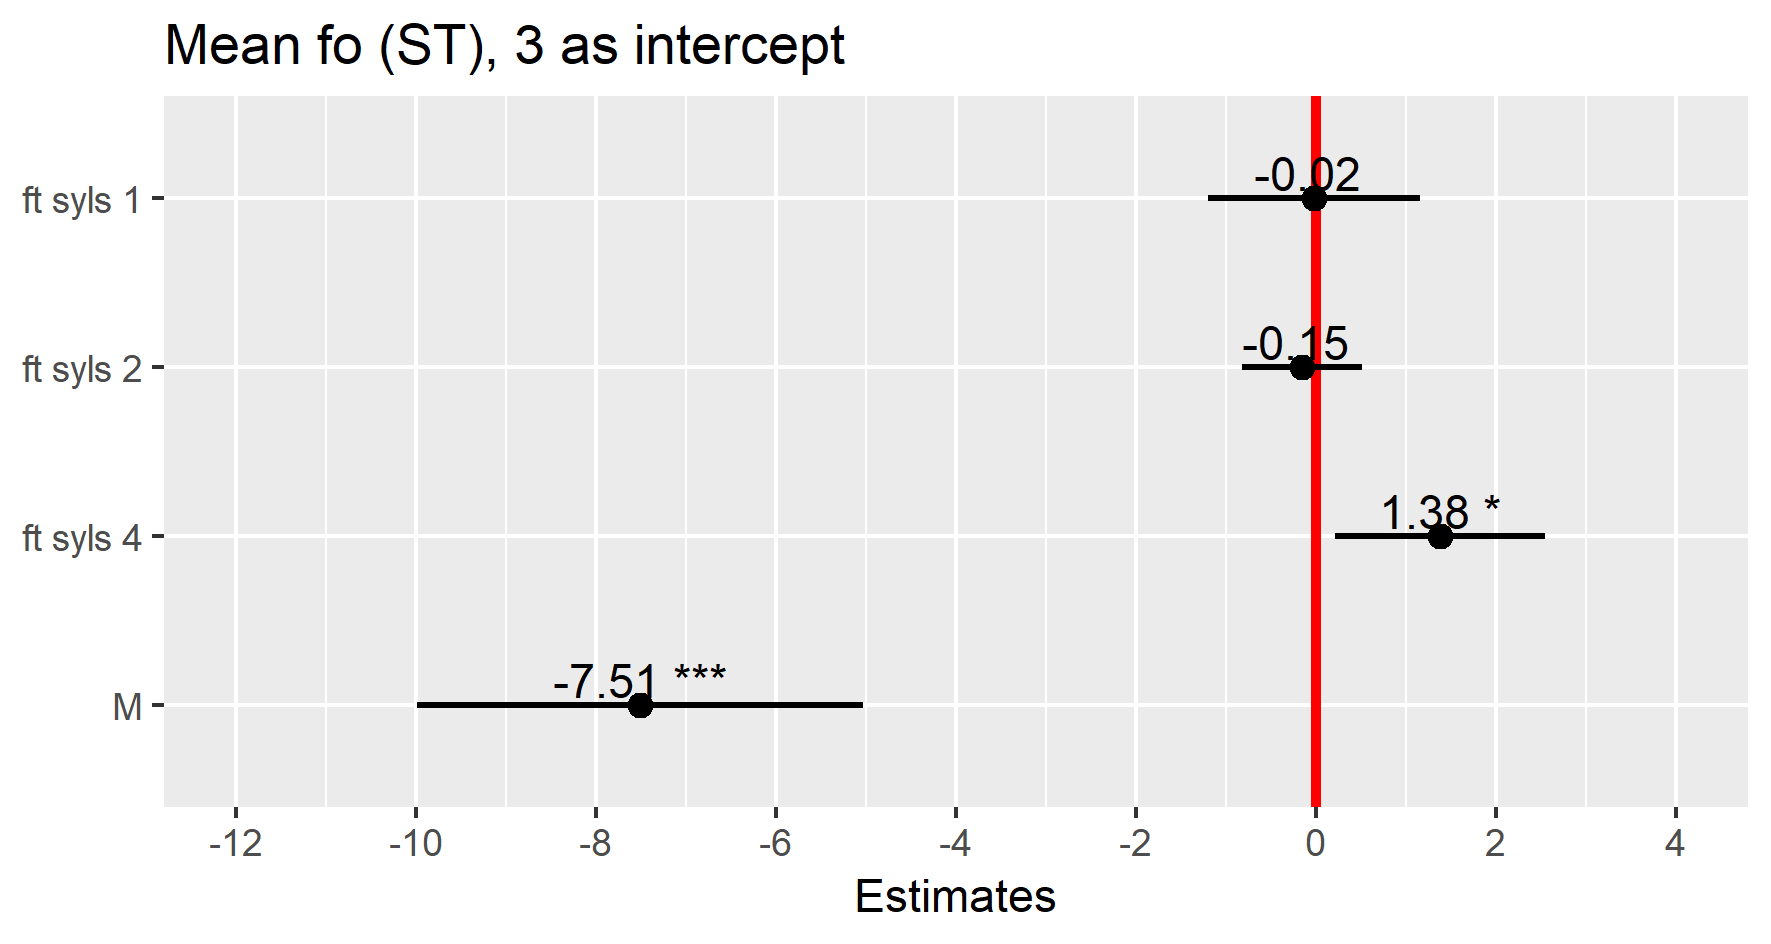 Mean fo (ST), 3 as intercept
ft syls 1
-0.02
ft syls 2
-0.15
ft syls 4
1.38 *
M
-7.51 ***
-12 -10 -8 -6 -4 -2 0 2 4
Estimates